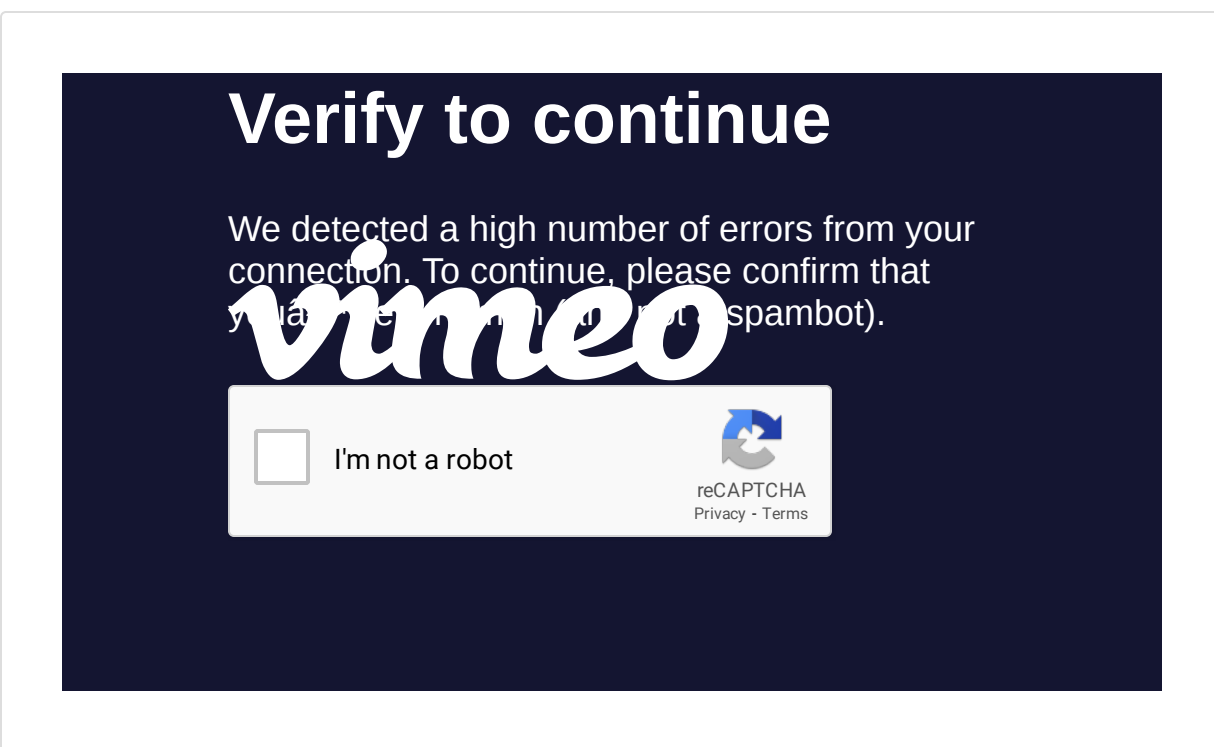 Verify to continue
We detected a high number of errors from your
connection. To continue, please confirm that
spambot).
vimeo
I'm not a robot
reCAPTCHA
Privacy - Terms